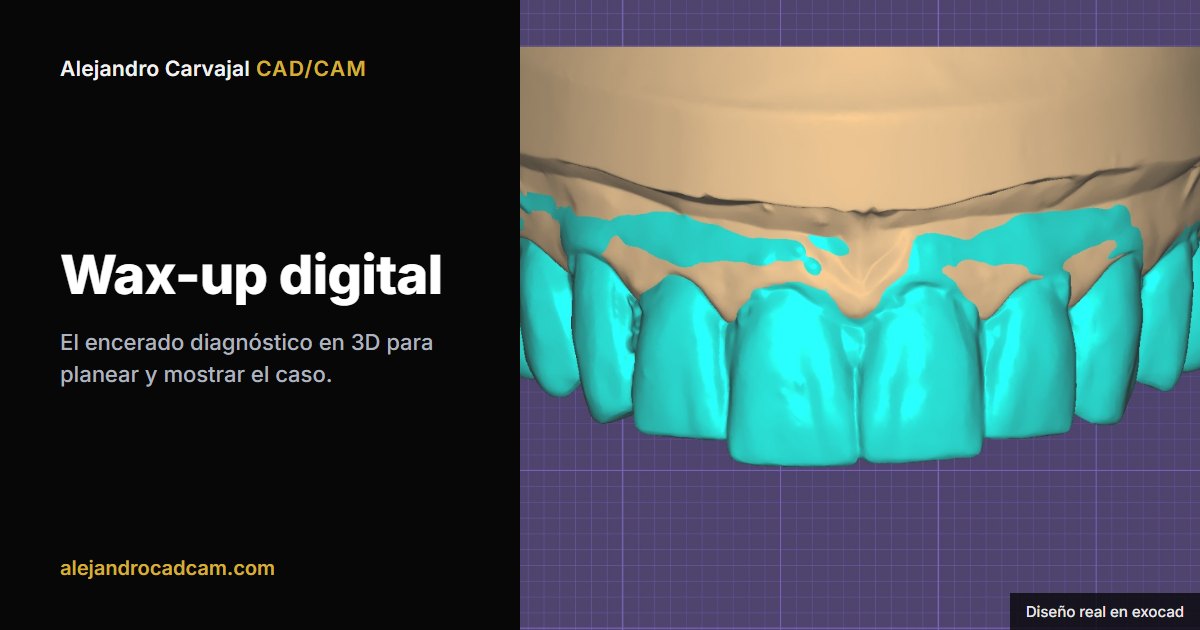 Alejandro Carvajal CAD/CAM
Wax-up digital
El encerado diagnóstico en 3D para
planear y mostrar el caso.
alejandrocadcam.com
Diseño real en exocad